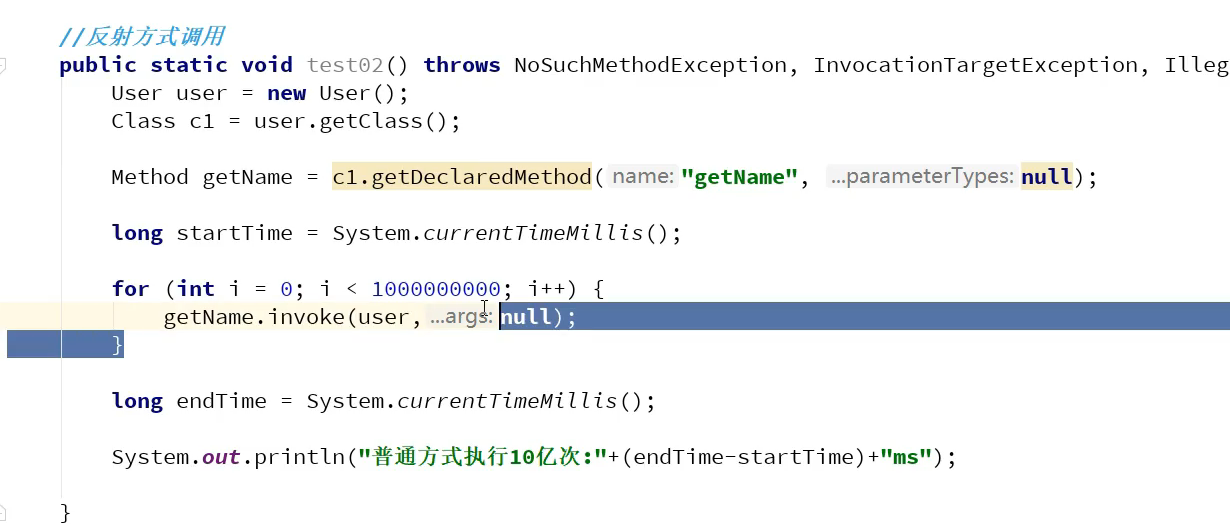 //反射方式调用
public static void test02() throws NoSuchMethodException, InvocationTargetException, Illeg
User user = new User();
Class c1 = user.getClass();
Method getName = c1.getDeclaredMethod( name: "getName", ...parameterTypes: null);
long startTime = System.currentTimeMillis();
for (int i = 0; i < 1000000000; i++) {
getName.invoke(user, ...args: null);
}
long endTime = System.currentTimeMillis();
System.out.println("普通方式执行10亿次:"+(endTime-startTime)+"ms");
}